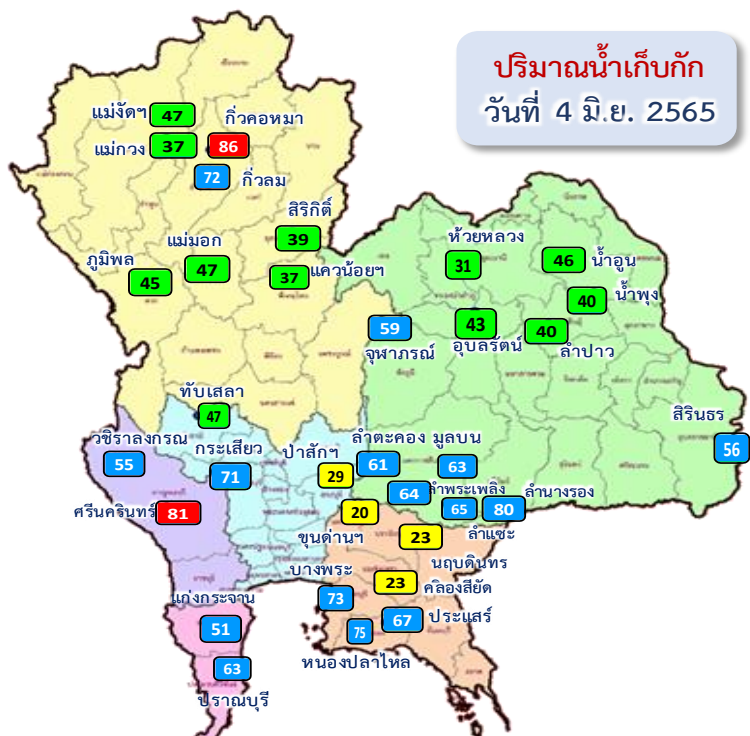 ปริมาณน้ำเก็บกัก
วันที่ 4 มิ.ย. 2565
แม่งัดฯ
47
กิ่วคอหมา
แม่กวง
37
86
72
กิ่วลม
สิริกิติ์
39
แม่มอก
47
ภูมิพล
45
37
แควน้อยฯ
ห้วยหลวง
31
46
น้ำอูน
40
น้ำพุง
59
จุฬาภรณ์
43
อุบลรัตน์
40
ลำปาว
ทับเสลา
47
สิรินธร
56
วชิราลงกรณ
55
กระเสียว
71
ป่าสักฯ
29
ลำตะคอง
61
มูลบน
63
64
ลำพระเพลิง
65
ลำแซะ
80
ลำนางรอง
ศรีนครินทร์
81
20
ขุนด่านฯ
23
นฤบดินทร
บางพระ
73
23
คลองสียัด
แก่งกระจาน
51
67
ประแสร์
75
หนองปลาไหล
63
ปราณบุรี